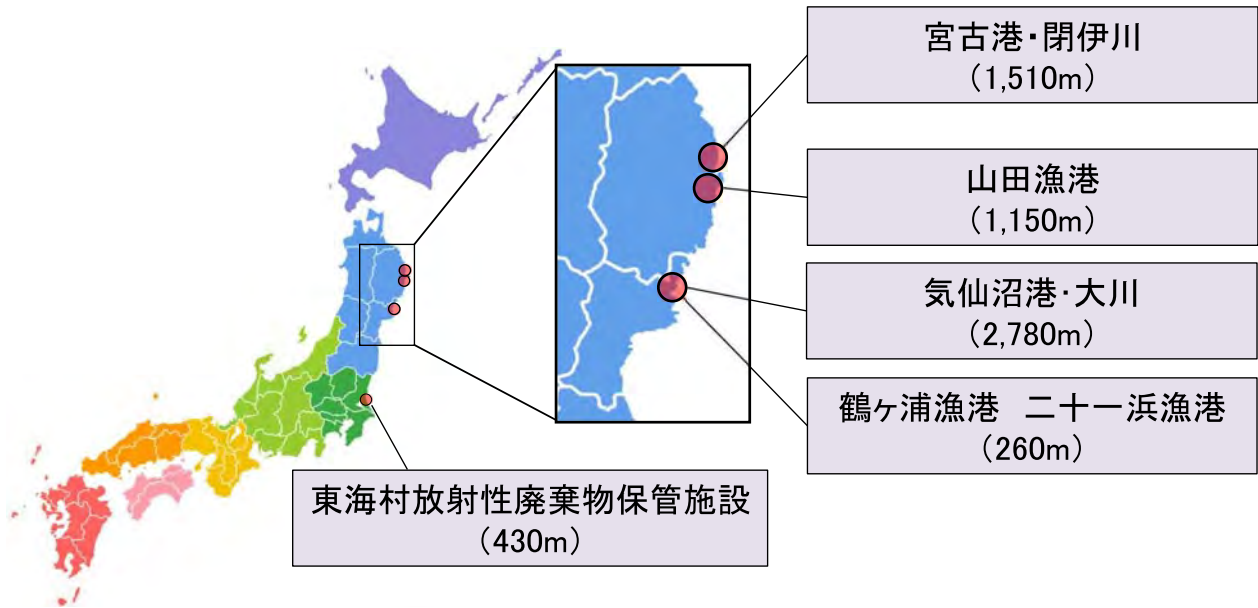 宮古港・閉伊川
(1,510m)
山田漁港
(1,150m)
気仙沼港・大川
(2,780m)
鶴ヶ浦漁港　二十一浜漁港
(260m)
東海村放射性廃棄物保管施設
(430m)